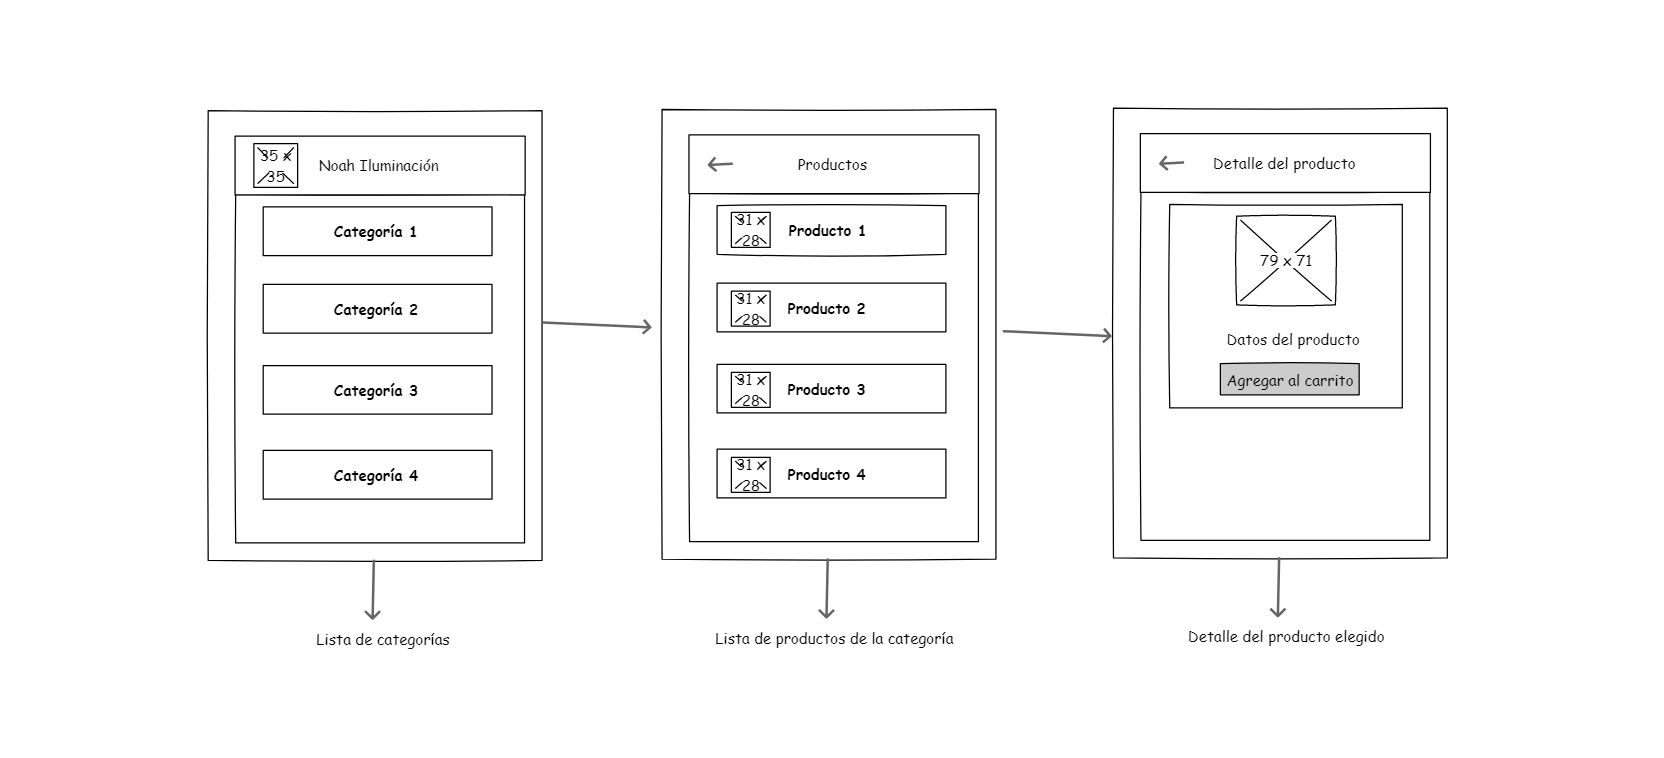 35 x
35
Noah Iluminación
Categoría 1
Categoría 2
Categoría 3
Categoría 4
Lista de categorías
Productos
31 x
28
Producto 1
31 x
28
Producto 2
31 x
28
Producto 3
31 x
28
Producto 4
Lista de productos de la categoría
Detalle del producto
79 x 71
Datos del producto
Agregar al carrito
Detalle del producto elegido